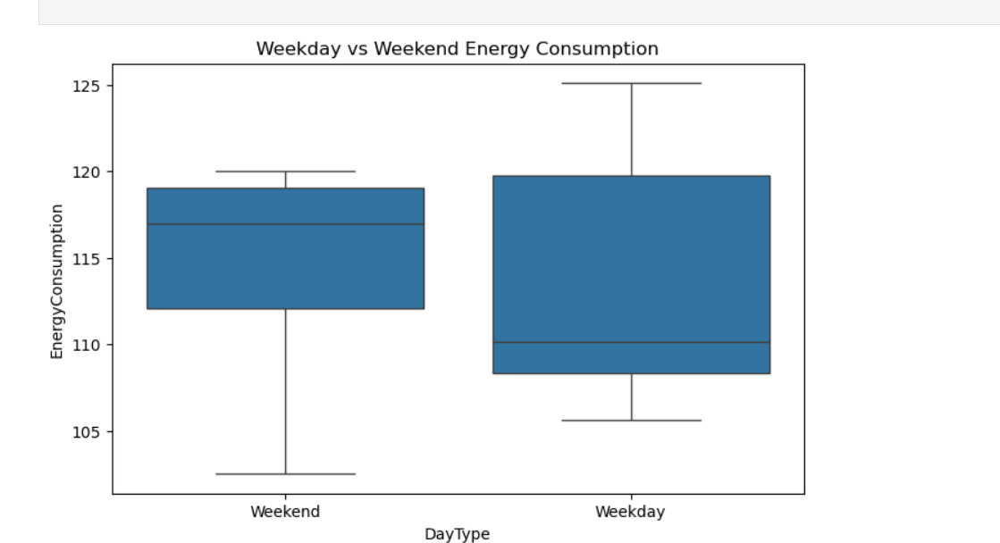 Weekday vs Weekend Energy Consumption
125
120
115
110
105
EnergyConsumption
Weekend
Weekday
DayType